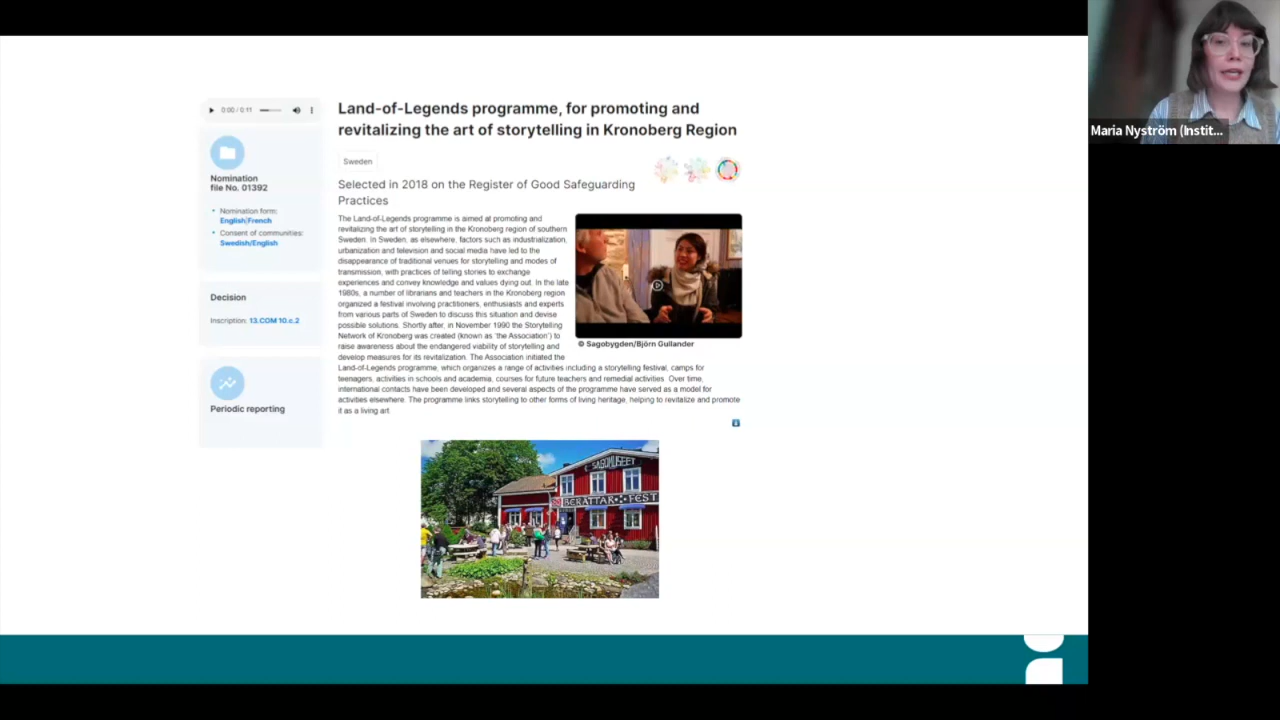 0:00 / 0:11
Nomination
file No. 01392
Nomination form:
English|French
Consent of communities:
Swedish/English
Decision
Inscription: 13.COM 10.c.2
Periodic reporting
Land-of-Legends programme, for promoting and
revitalizing the art of storytelling in Kronoberg Region
Sweden
Selected in 2018 on the Register of Good Safeguarding
Practices
The Land-of-Legends programme is aimed at promoting and
revitalizing the art of storytelling in the Kronoberg region of southern
Sweden. In Sweden, as elsewhere, factors such as industrialization,
urbanization and television and social media have led to the
disappearance of traditional venues for storytelling and modes of
transmission, with practices of telling stories to exchange
experiences and convey knowledge and values dying out. In the late
1980s, a number of librarians and teachers in the Kronoberg region
organized a festival involving practitioners, enthusiasts and experts
from various parts of Sweden to discuss this situation and devise
possible solutions. Shortly after, in November 1990 the Storytelling
Network of Kronoberg was created (known as 'the Association') to
raise awareness about the endangered viability of storytelling and
develop measures for its revitalization. The Association initiated the
Land-of-Legends programme, which organizes a range of activities including a storytelling festival, camps for
teenagers, activities in schools and academia, courses for future teachers and remedial activities. Over time,
international contacts have been developed and several aspects of the programme have served as a model for
activities elsewhere. The programme links storytelling to other forms of living heritage, helping to revitalize and promote
it as a living art.
© Sagobygden/Björn Gullander
SAGOMUSEET
BERÄTTAR FEST
Maria Nyström (Instit...